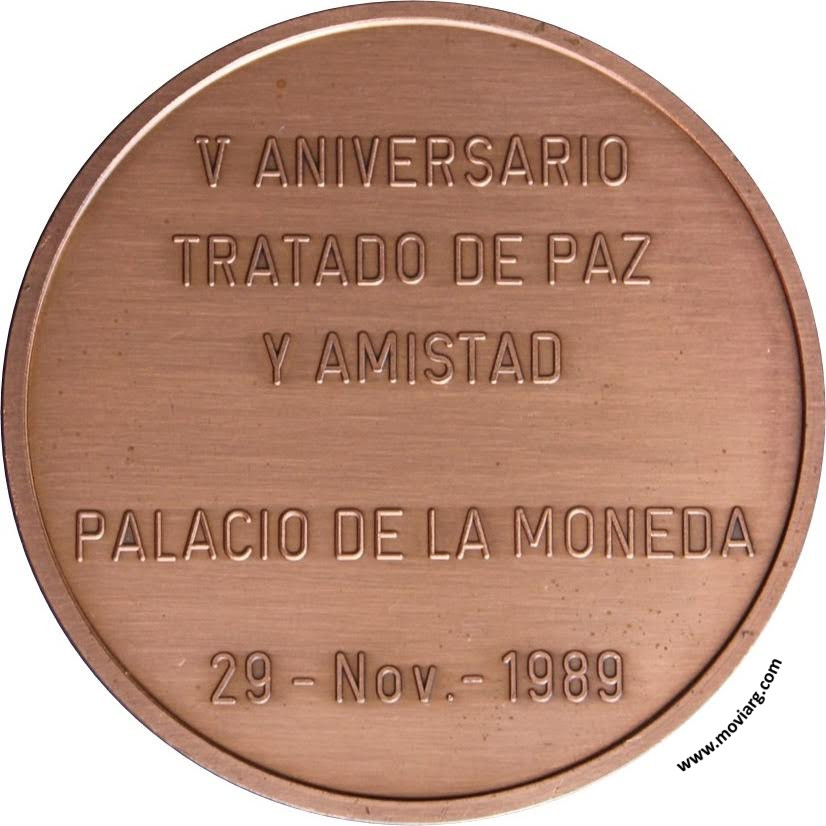 V ANIVERSARIO
TRATADO DE PAZ
Y AMISTAD
PALACIO DE LA MONEDA
29 - Nov. - 1989
www.moviarg.com